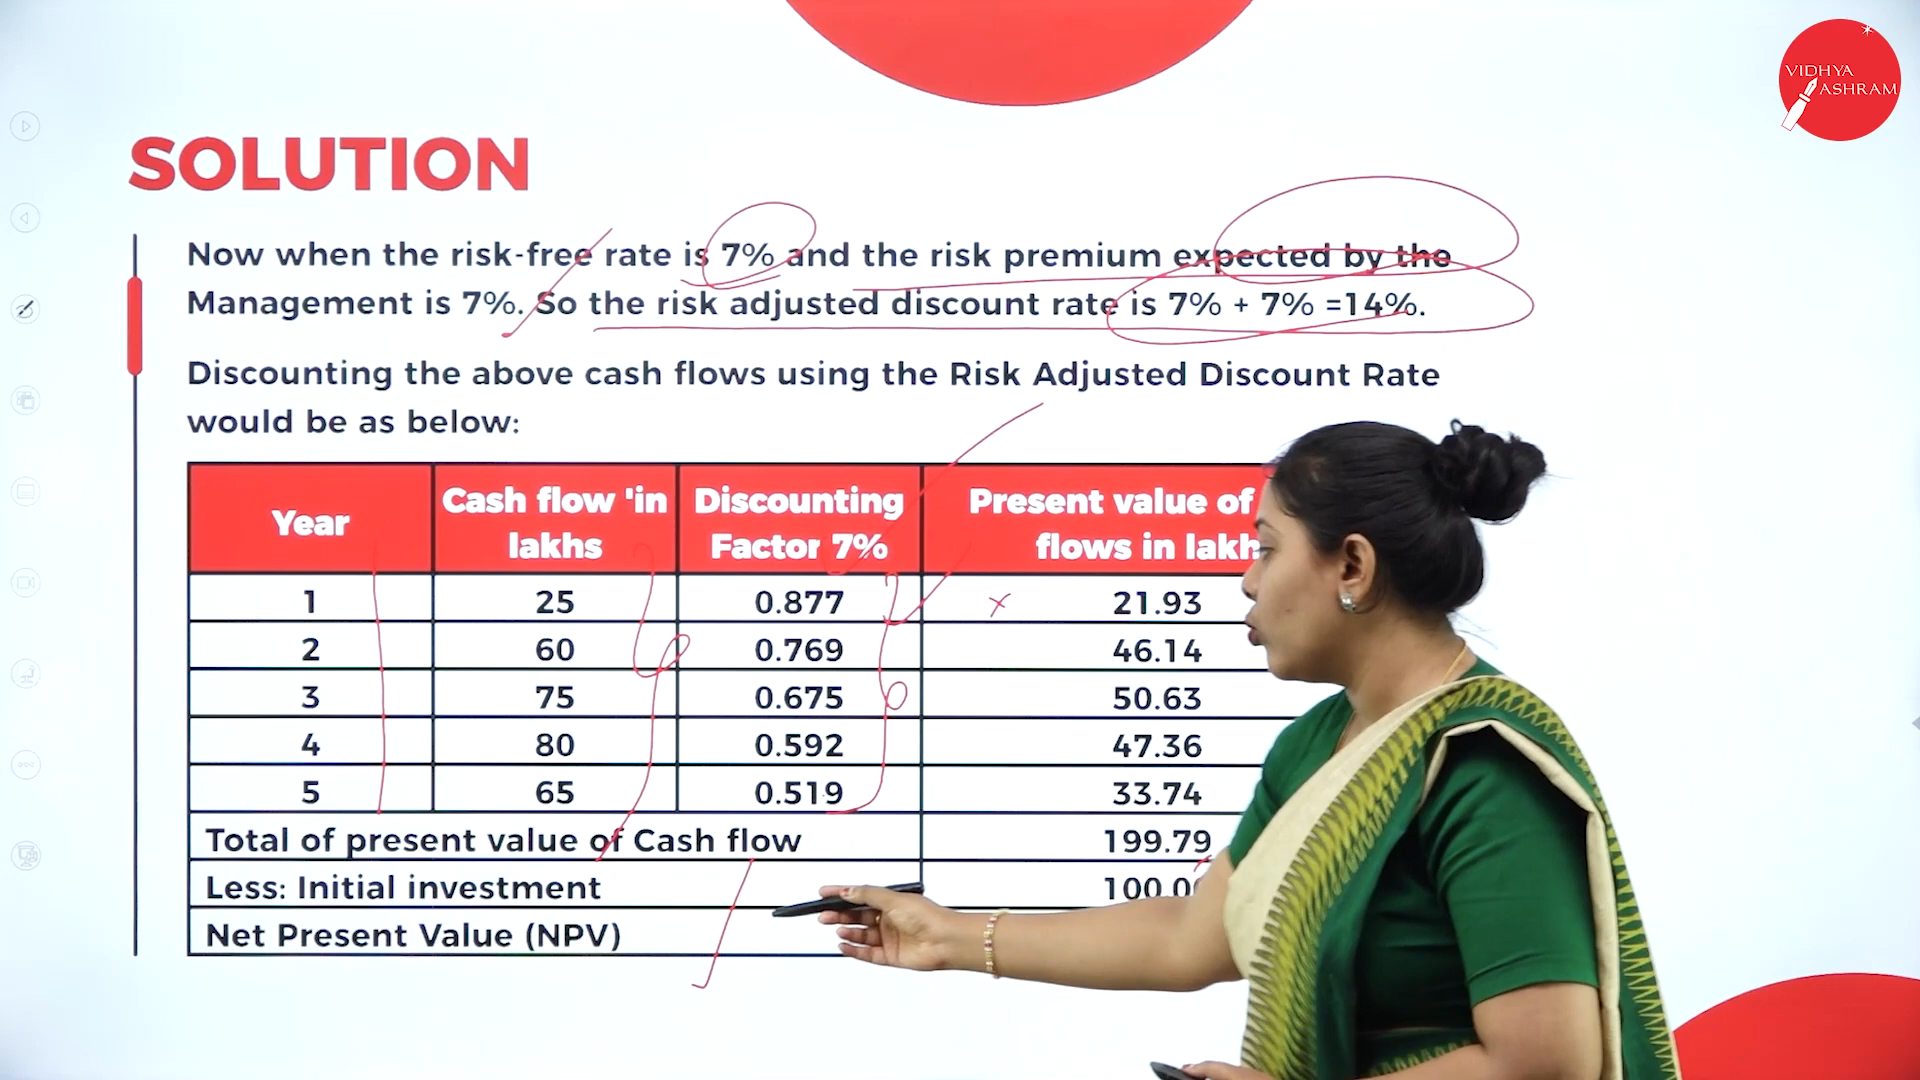 VIDHYA
ASHRAM
SOLUTION
Now when the risk-free rate is 7% and the risk premium expected by the
Management is 7%. So the risk adjusted discount rate is 7% + 7% =14%.
Discounting the above cash flows using the Risk Adjusted Discount Rate
would be as below:
Year Cash flow 'in lakhs Discounting Factor 7% Present value of flows in lakh
1 25 0.877 21.93
2 60 0.769 46.14
3 75 0.675 50.63
4 80 0.592 47.36
5 65 0.519 33.74
Total of present value of Cash flow 199.79
Less: Initial investment 100.0
Net Present Value (NPV)